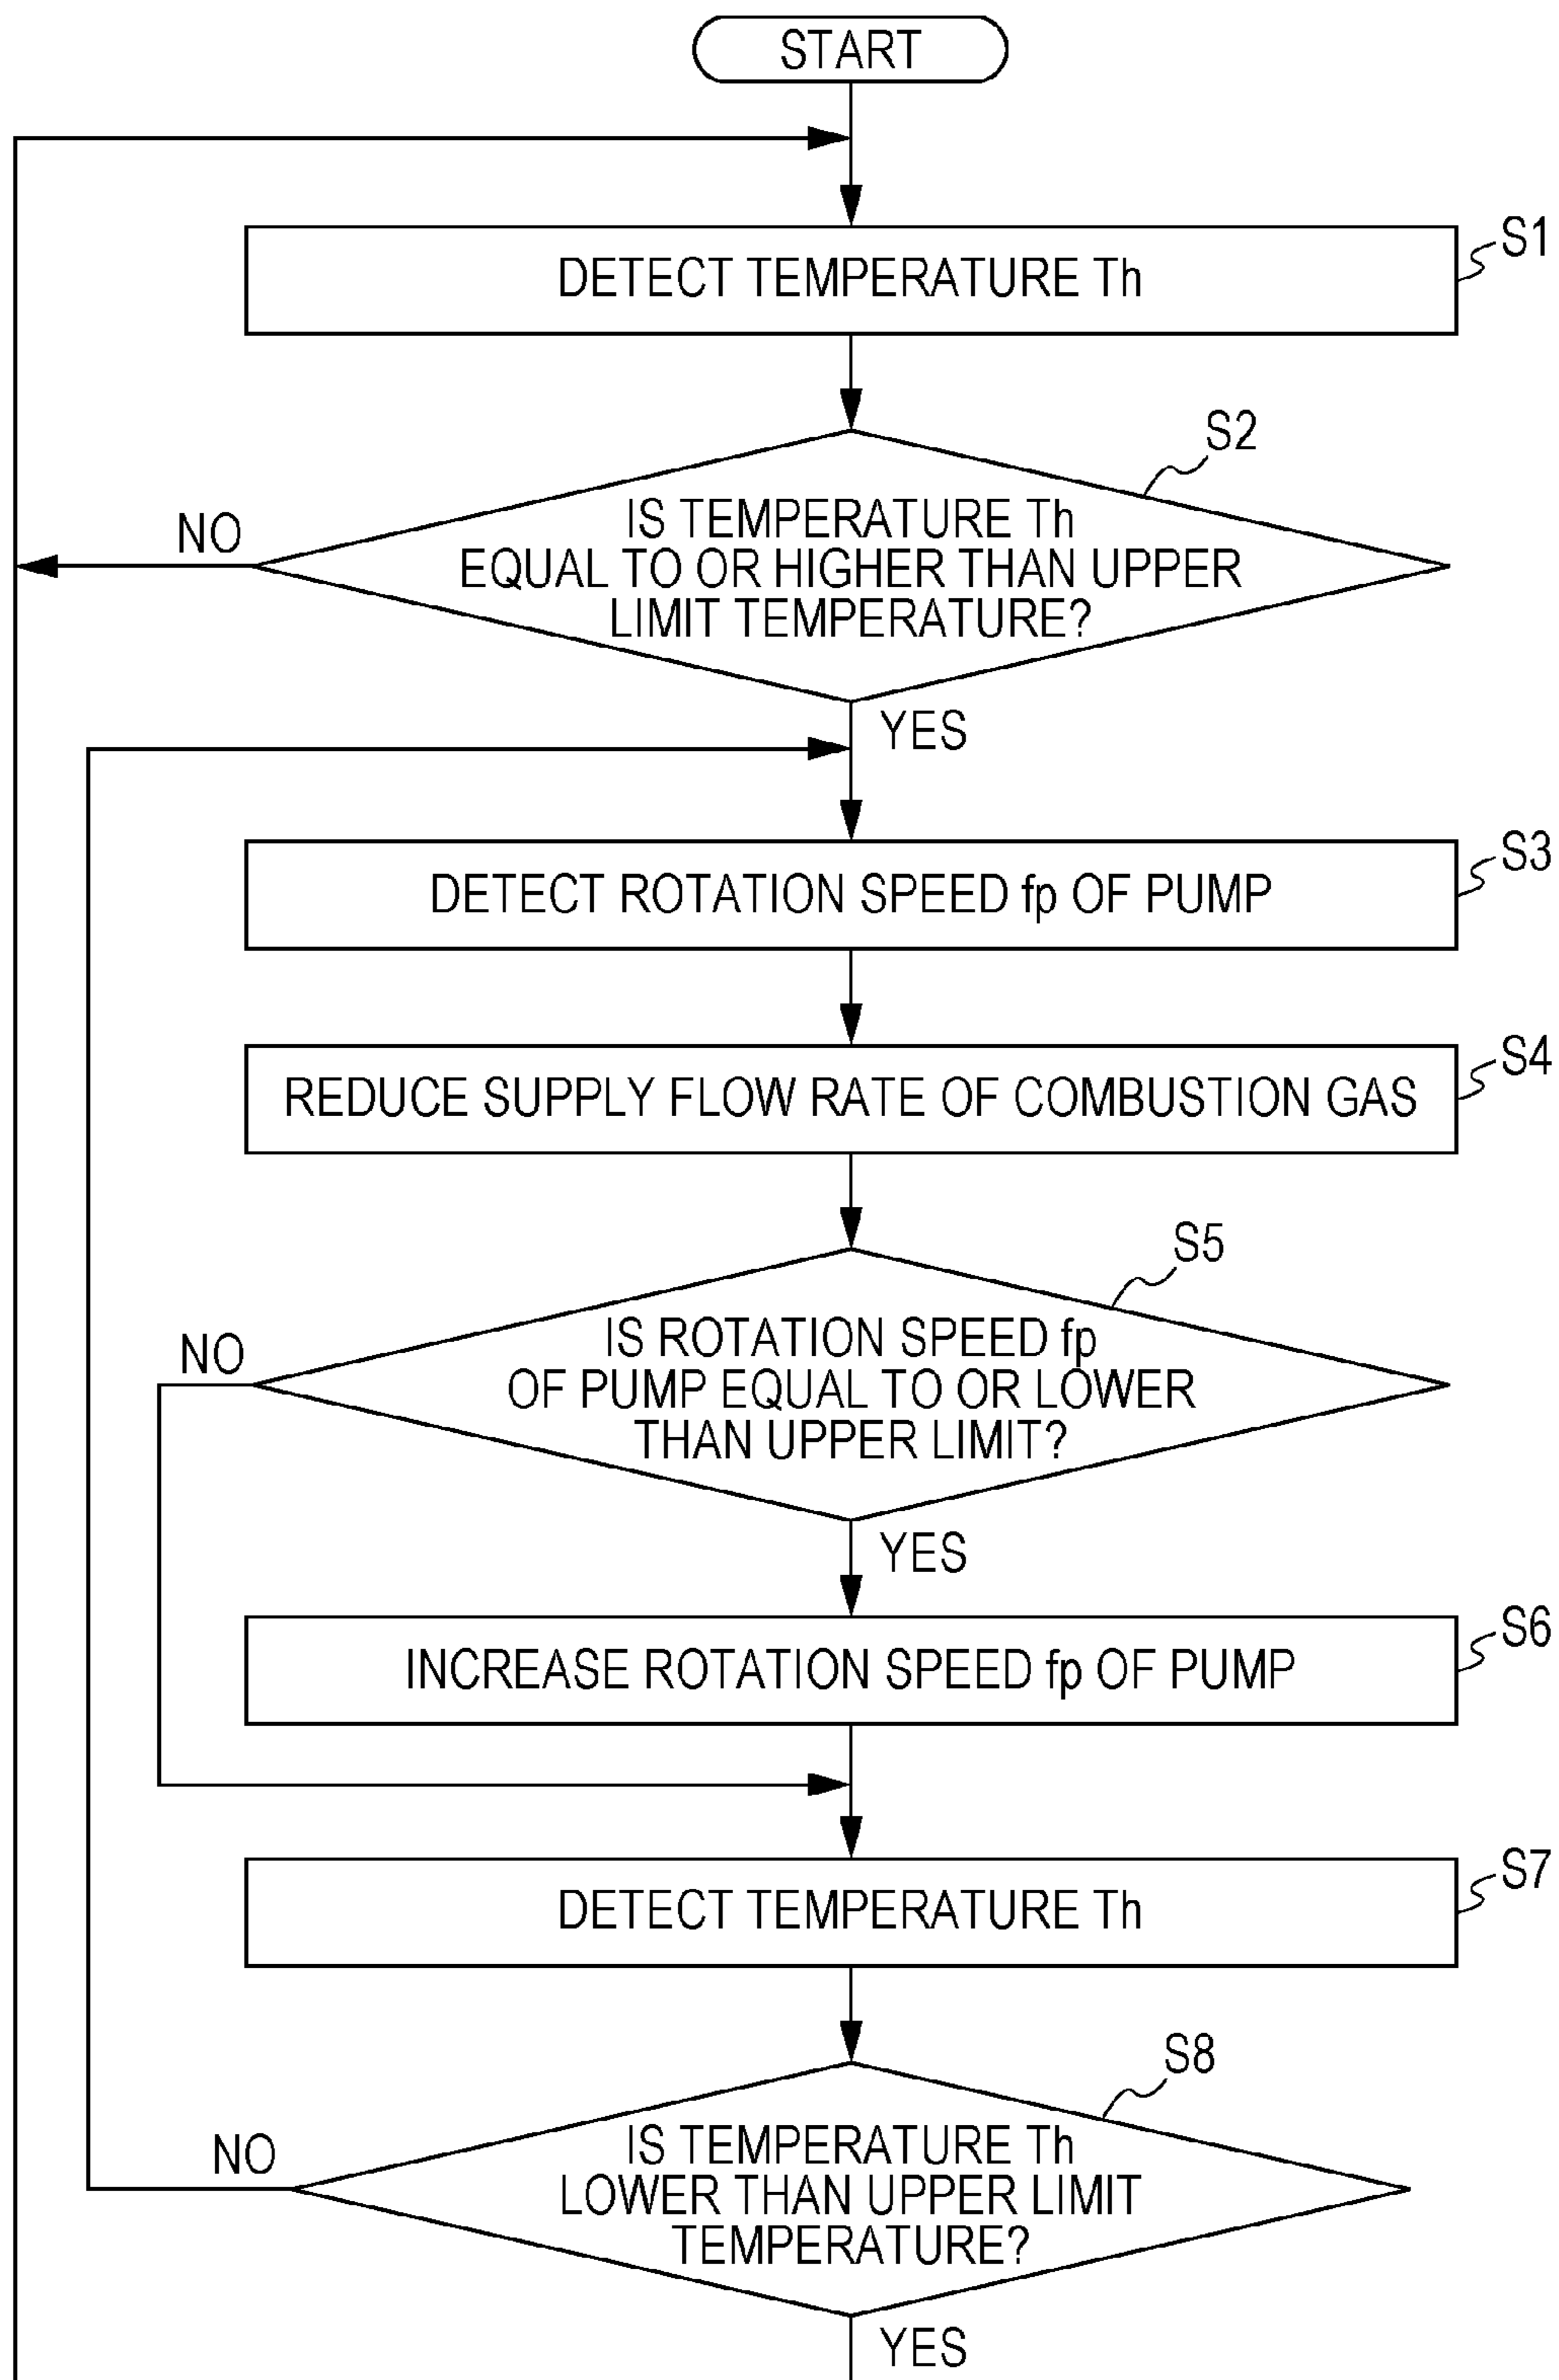 START
DETECT TEMPERATURE Th
S1
S2
IS TEMPERATURE Th
EQUAL TO OR HIGHER THAN UPPER
LIMIT TEMPERATURE?
NO
YES
DETECT ROTATION SPEED fp OF PUMP
S3
REDUCE SUPPLY FLOW RATE OF COMBUSTION GAS
S4
S5
IS ROTATION SPEED fp
OF PUMP EQUAL TO OR LOWER
THAN UPPER LIMIT?
NO
YES
INCREASE ROTATION SPEED fp OF PUMP
S6
DETECT TEMPERATURE Th
S7
S8
IS TEMPERATURE Th
LOWER THAN UPPER LIMIT
TEMPERATURE?
NO
YES